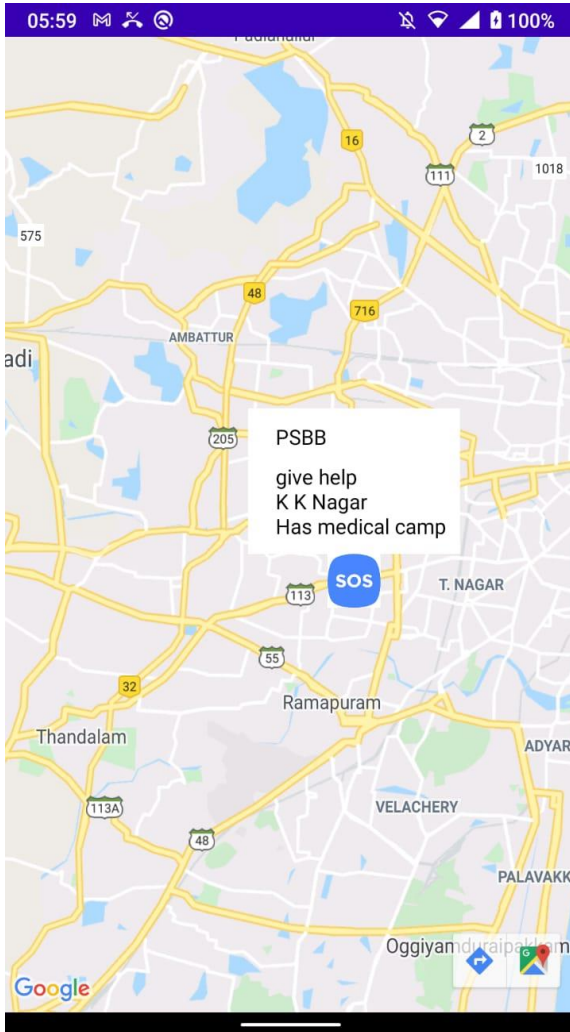 05:59
100%
16
2
111
1018
575
48
716
AMBATTUR
adi
205
PSBB
give help
K K Nagar
Has medical camp
SOS
113
T. NAGAR
55
32
Ramapuram
Thandalam
ADYAR
113A
VELACHERY
48
PALAVAKK
Oggiyamduraipakkam
Google